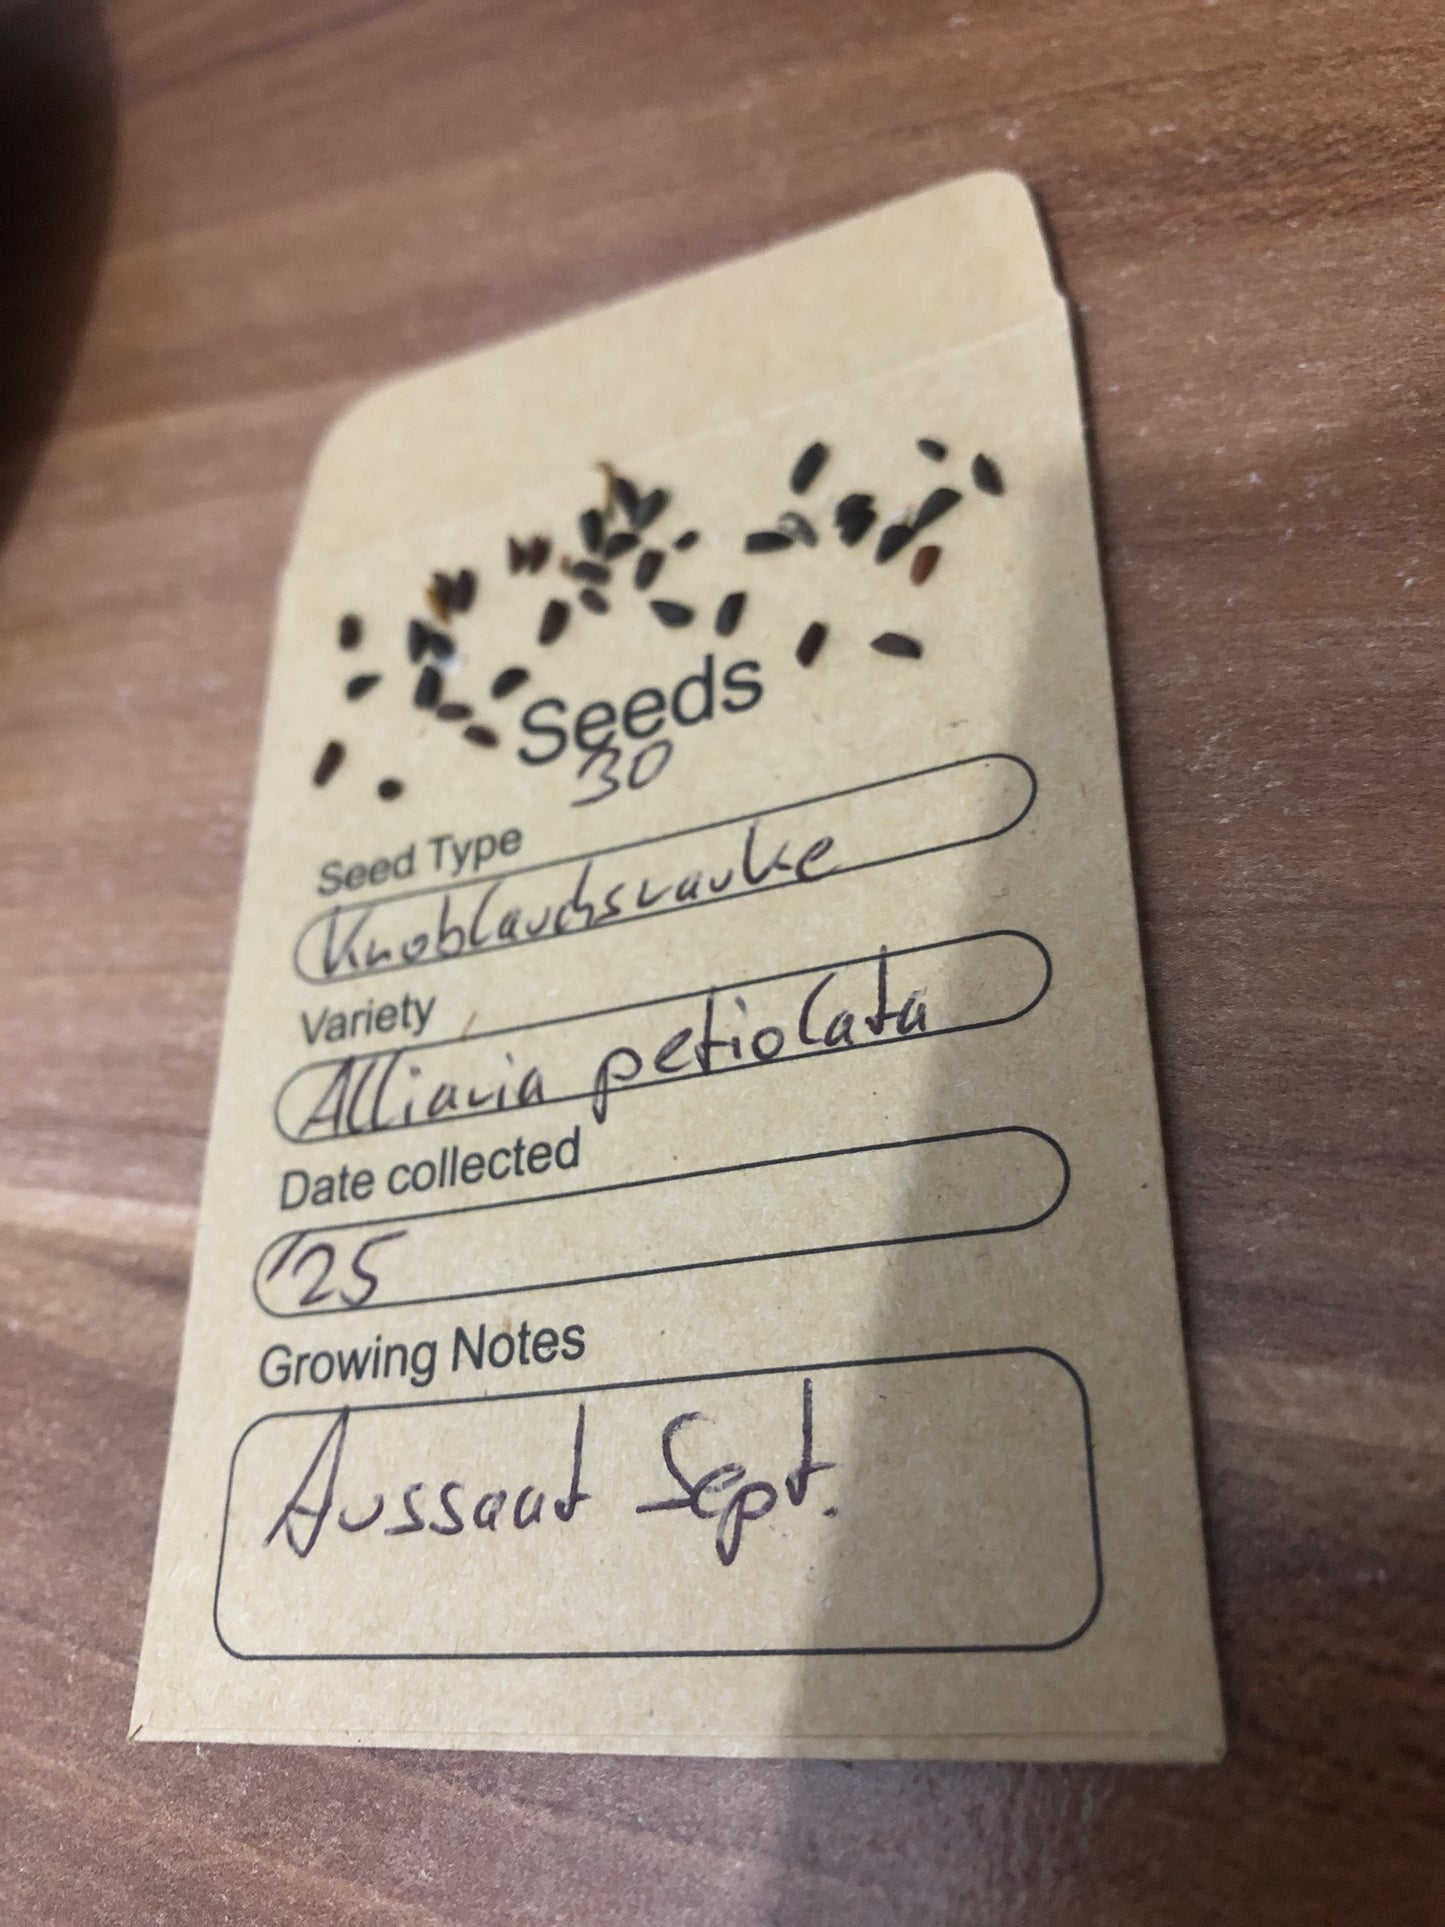 Seeds
30
Seed Type
Knoblauchsrauke
Variety
Alliaria petiolata
Date collected
'25
Growing Notes
Aussaat Sept.